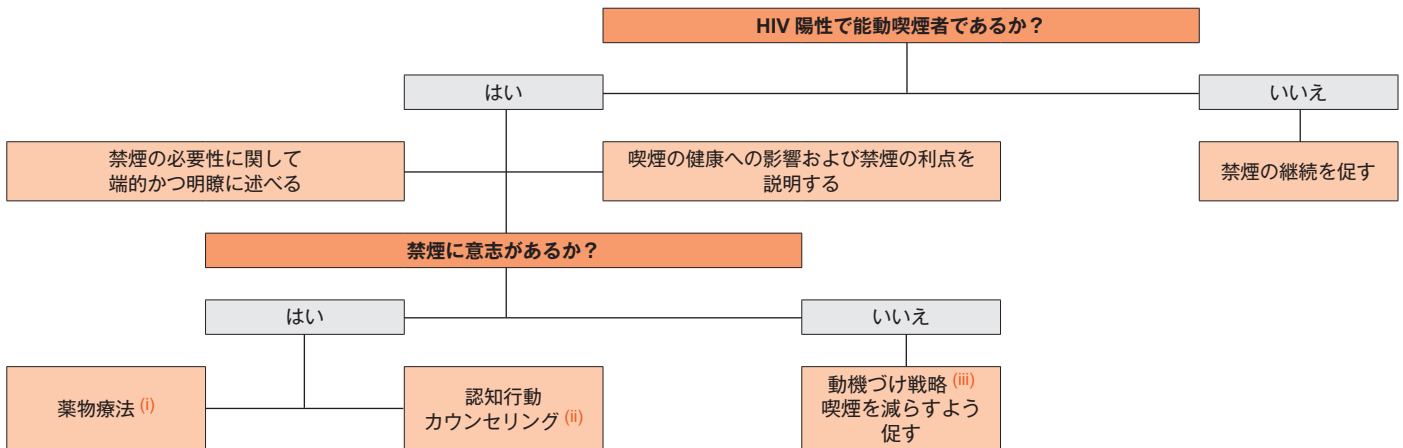 HIV 陽性で能動喫煙者であるか？
はい
いいえ
禁煙の必要性に関して
端的かつ明瞭に述べる
喫煙の健康への影響および禁煙の利点を
説明する
禁煙の継続を促す
禁煙に意志があるか？
はい
いいえ
薬物療法 (i)
認知行動
カウンセリング (ii)
動機づけ戦略 (iii)
喫煙を減らすよう
促す